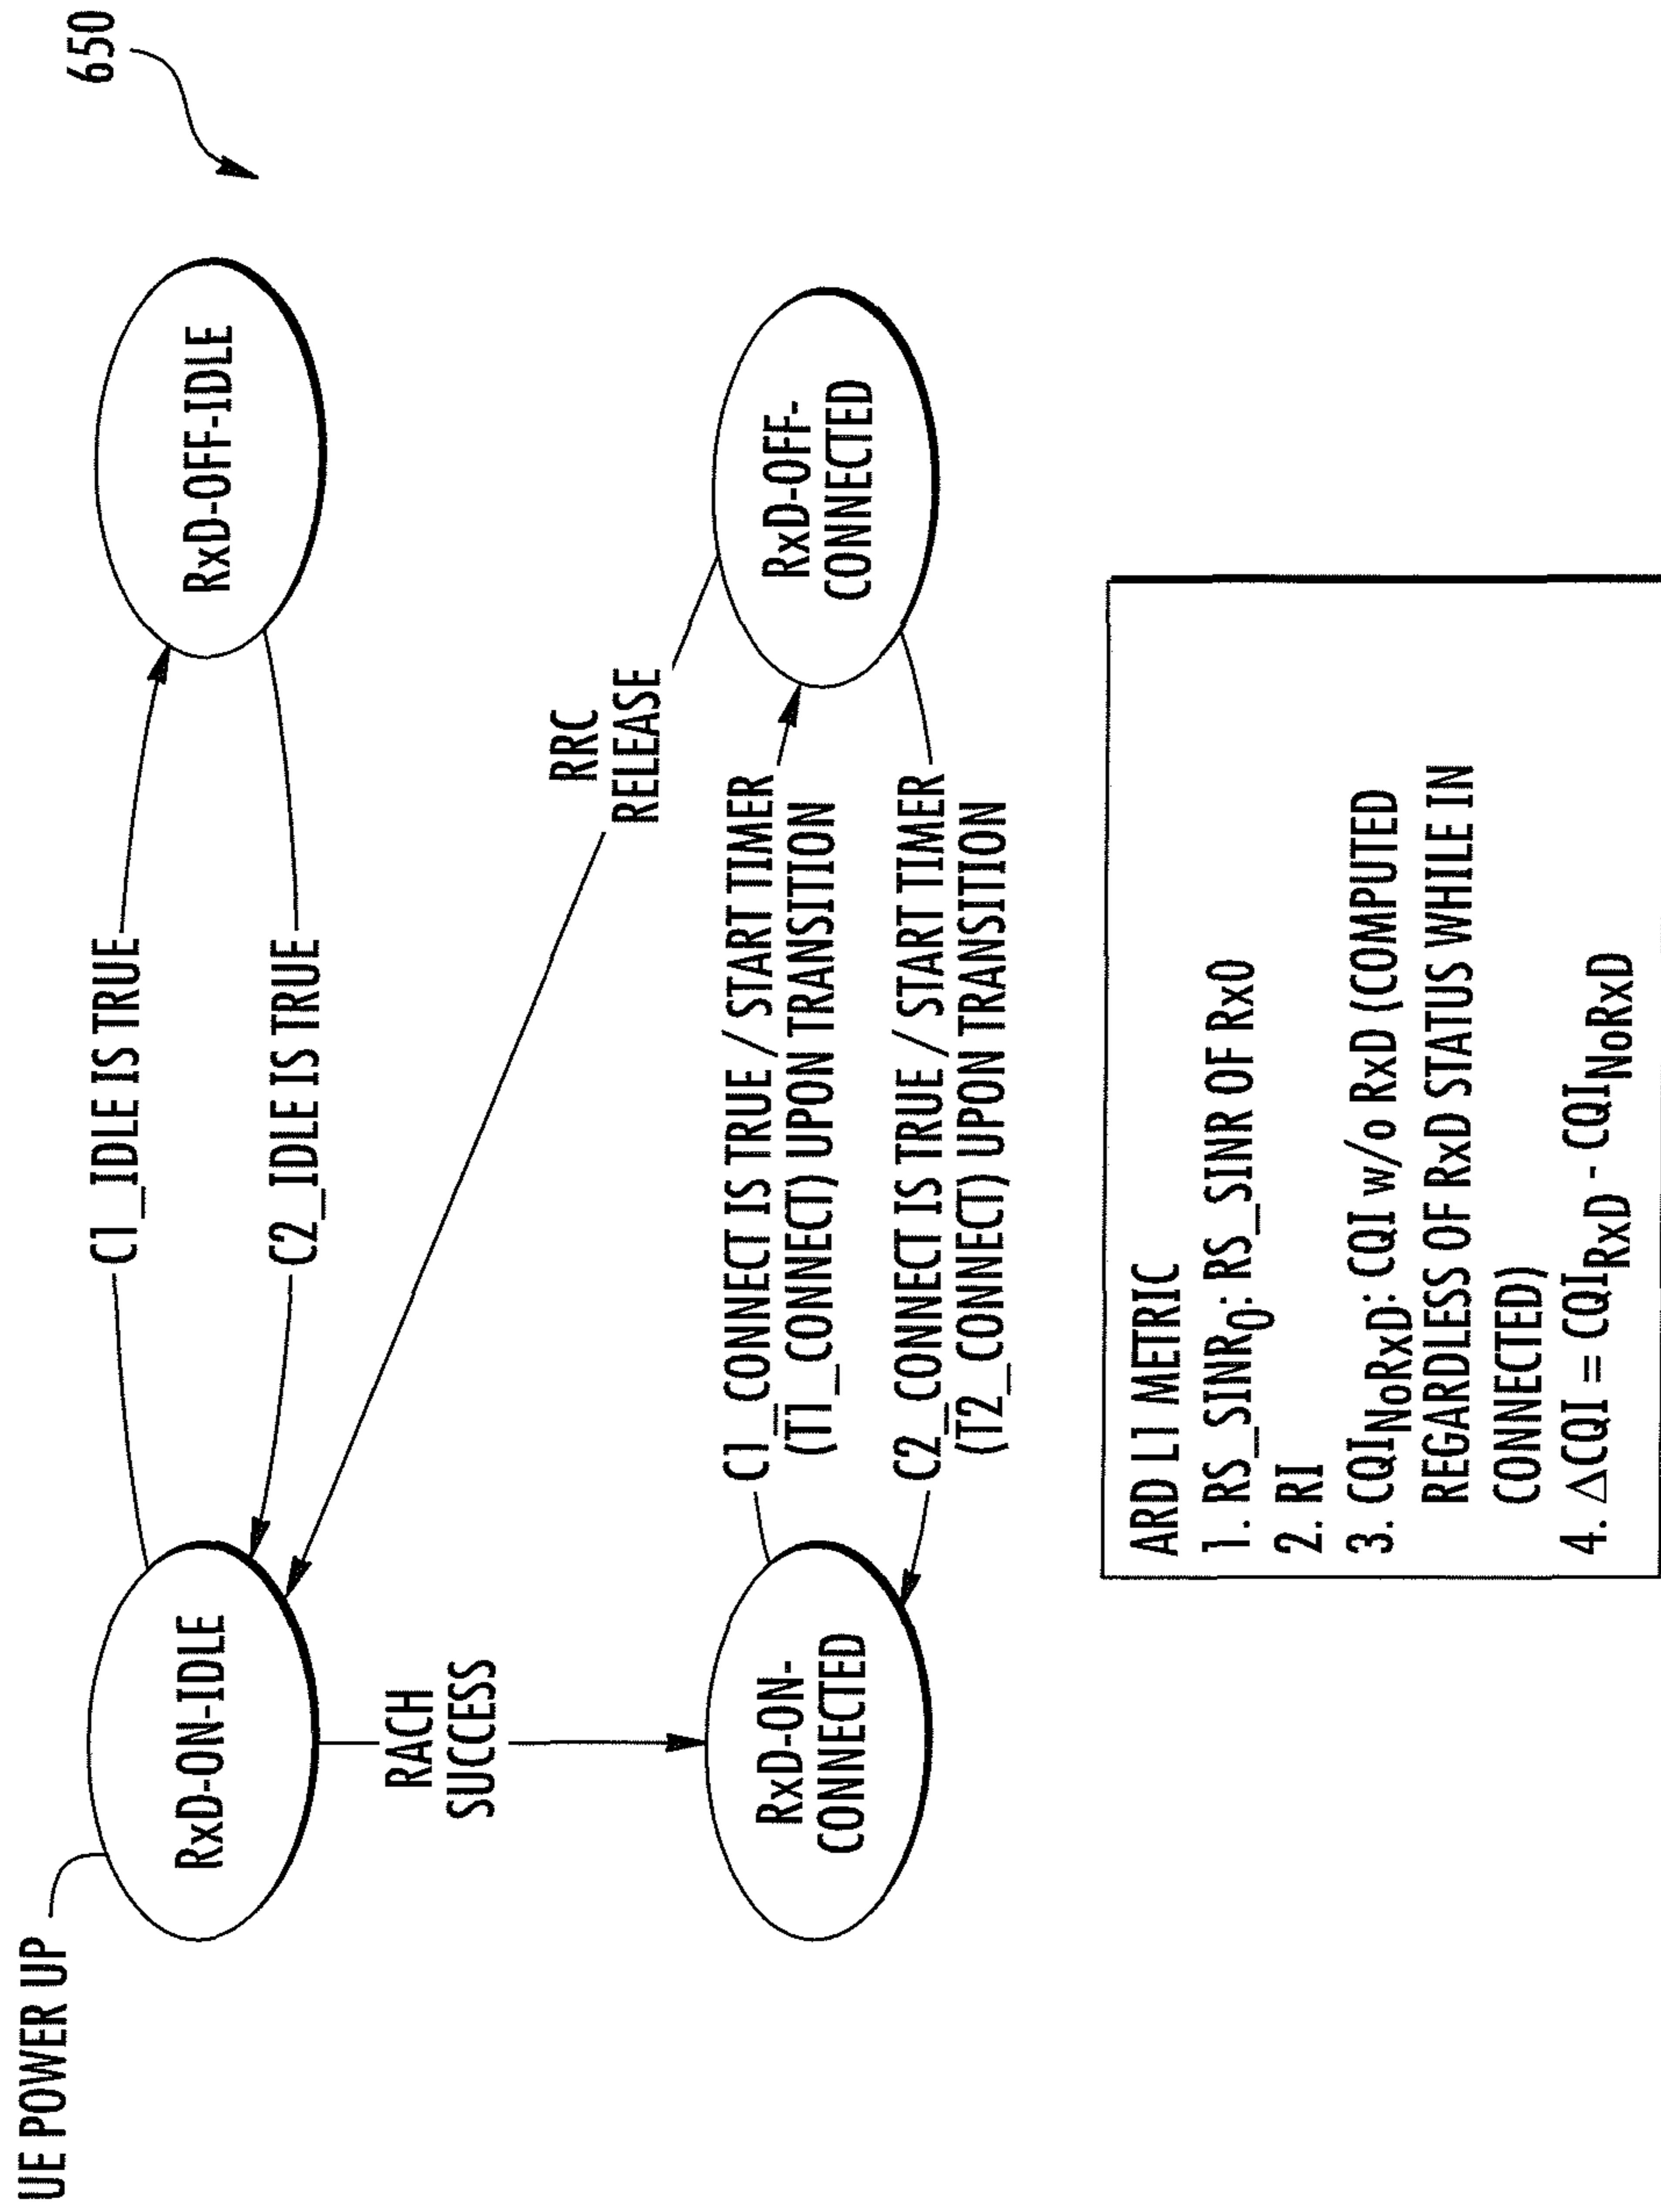 650
UE POWER UP
RxD-ON-IDLE
C1_IDLE IS TRUE
C2_IDLE IS TRUE
RxD-OFF-IDLE
RACH
SUCCESS
RRC
RELEASE
RxD-ON-
CONNECTED
C1_CONNECT IS TRUE / START TIMER
(T1_CONNECT) UPON TRANSITION
C2_CONNECT IS TRUE / START TIMER
(T2_CONNECT) UPON TRANSITION
RxD-OFF-
CONNECTED
ARD L1 METRIC
1. RS_SINR0: RS_SINR OF Rx0
2. RI
3. CQINoRxD: CQI w/o RxD (COMPUTED
REGARDLESS OF RxD STATUS WHILE IN
CONNECTED)
4. △CQI = CQIRxD - CQINoRxD